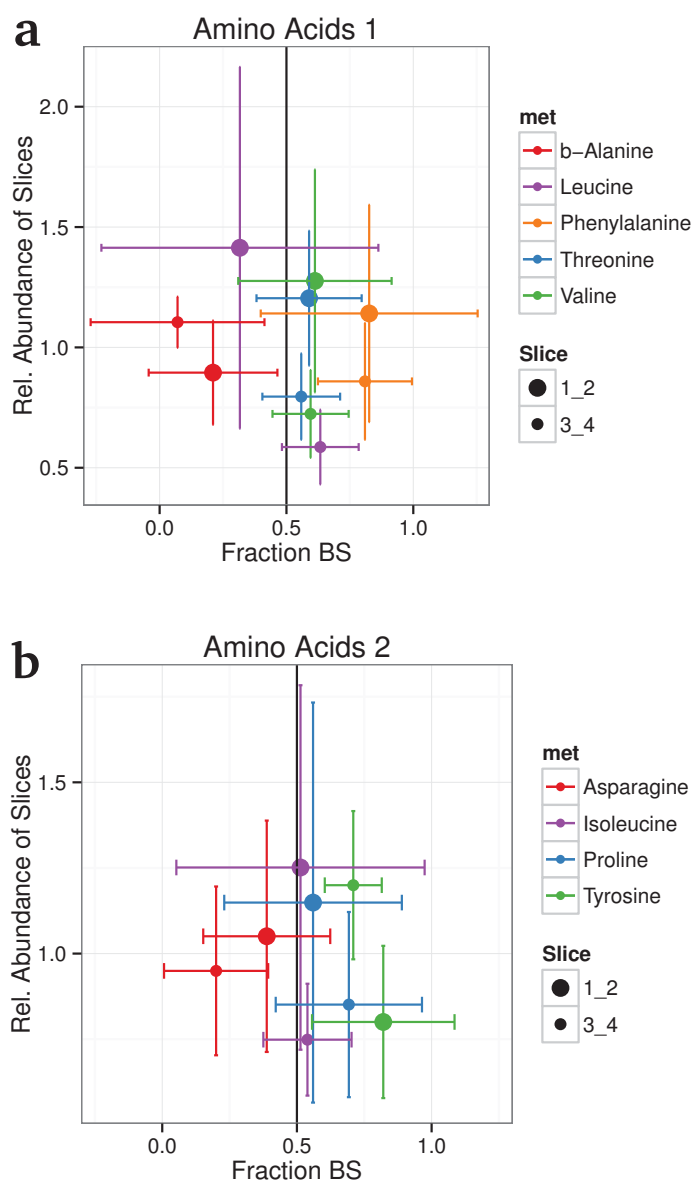 a
Amino Acids 1
Rel. Abundance of Slices
2.0
1.5
1.0
0.5
0.0 0.5 1.0
Fraction BS
met
b−Alanine
Leucine
Phenylalanine
Threonine
Valine
Slice
1_2
3_4
b
Amino Acids 2
Rel. Abundance of Slices
1.5
1.0
0.0 0.5 1.0
Fraction BS
met
Asparagine
Isoleucine
Proline
Tyrosine
Slice
1_2
3_4